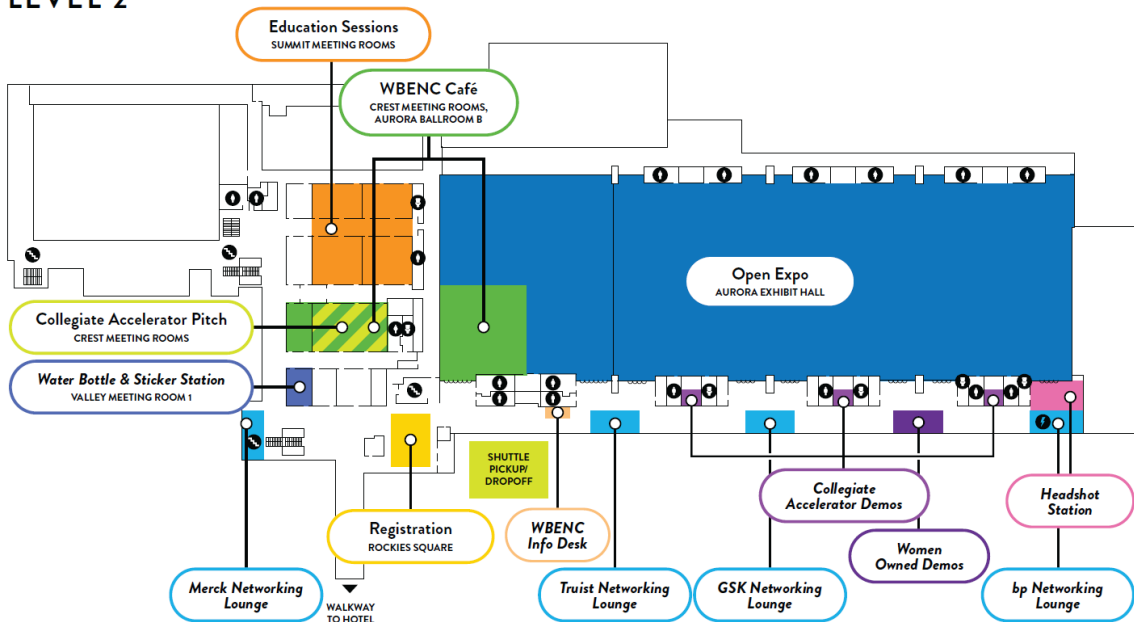 LEVEL 2
Education Sessions
SUMMIT MEETING ROOMS
WBENC Café
CREST MEETING ROOMS,
AURORA BALLROOM B
Open Expo
AURORA EXHIBIT HALL
Collegiate Accelerator Pitch
CREST MEETING ROOMS
Water Bottle & Sticker Station
VALLEY MEETING ROOM 1
SHUTTLE
PICKUP/
DROPOFF
Registration
ROCKIES SQUARE
WBENC
Info Desk
Collegiate
Accelerator Demos
Headshot
Station
Women
Owned Demos
Merck Networking
Lounge
Truist Networking
Lounge
GSK Networking
Lounge
bp Networking
Lounge
WALKWAY
TO HOTEL